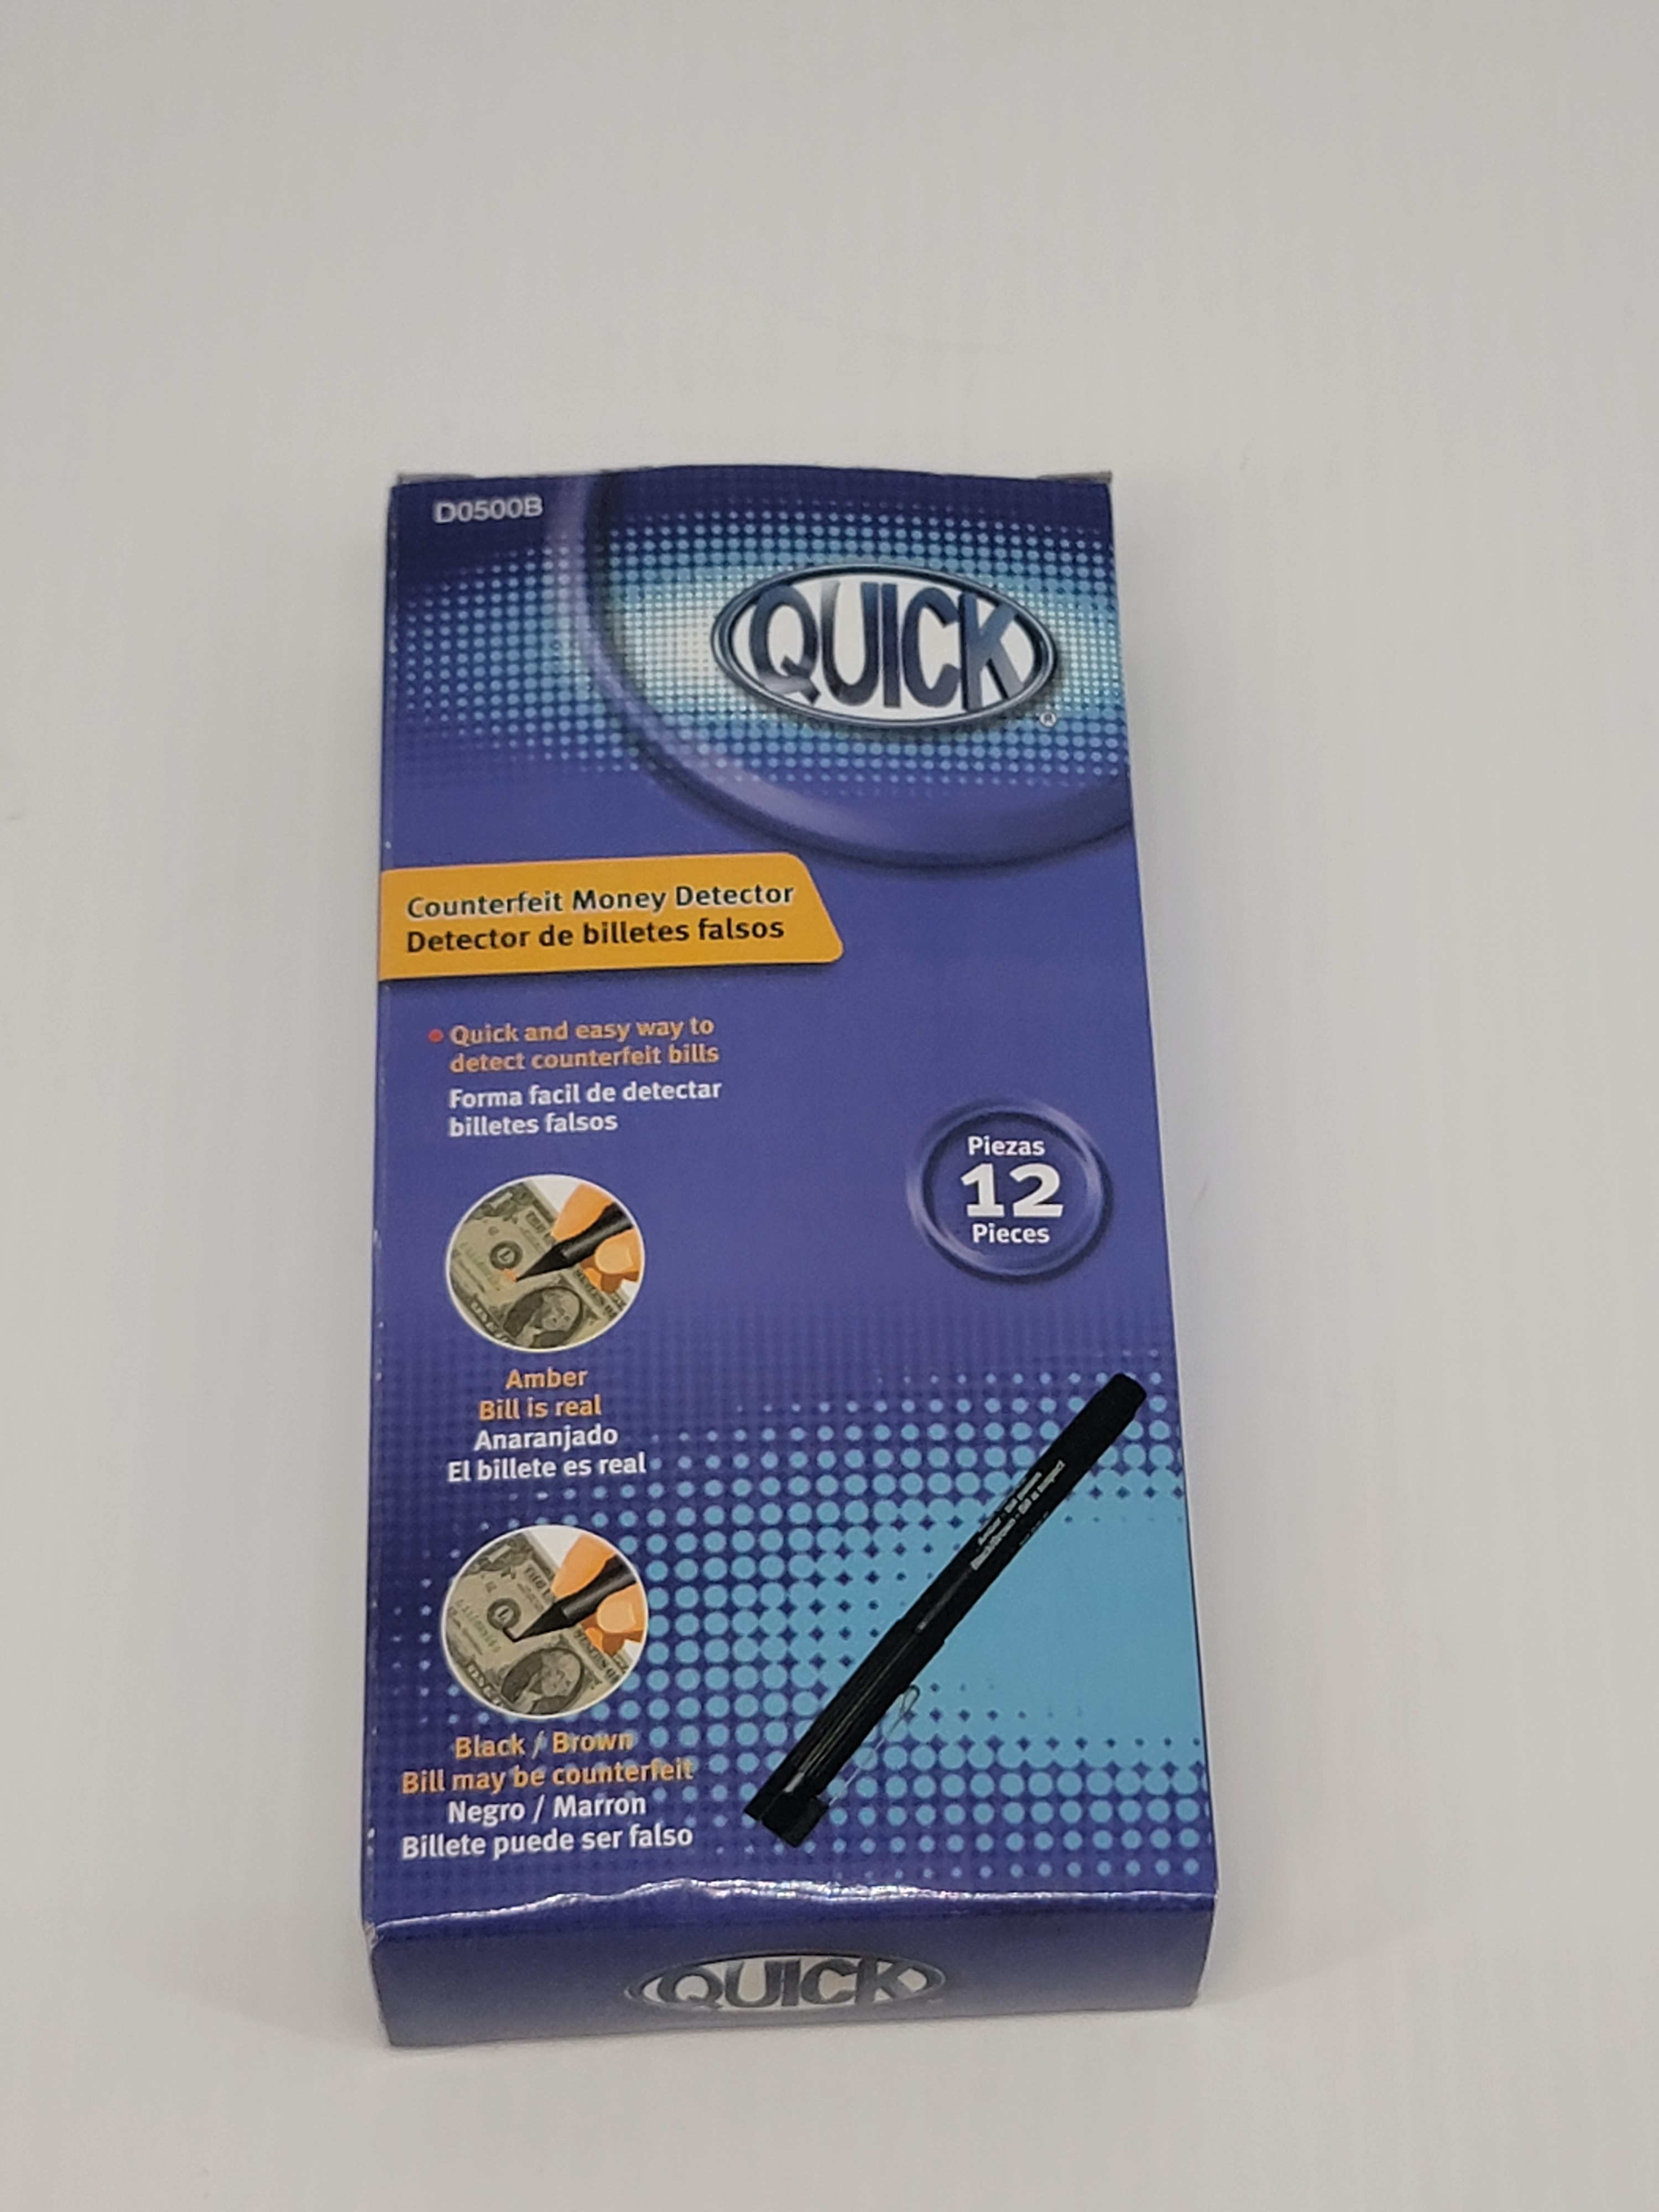 D0500B
QUICK
®
Counterfeit Money Detector
Detector de billetes falsos
Quick and easy way to
detect counterfeit bills
Forma facil de detectar
billetes falsos
Piezas
12
Pieces
Amber
Bill is real
Anaranjado
El billete es real
Black / Brown
Bill may be counterfeit
Negro / Marron
Billete puede ser falso
QUICK